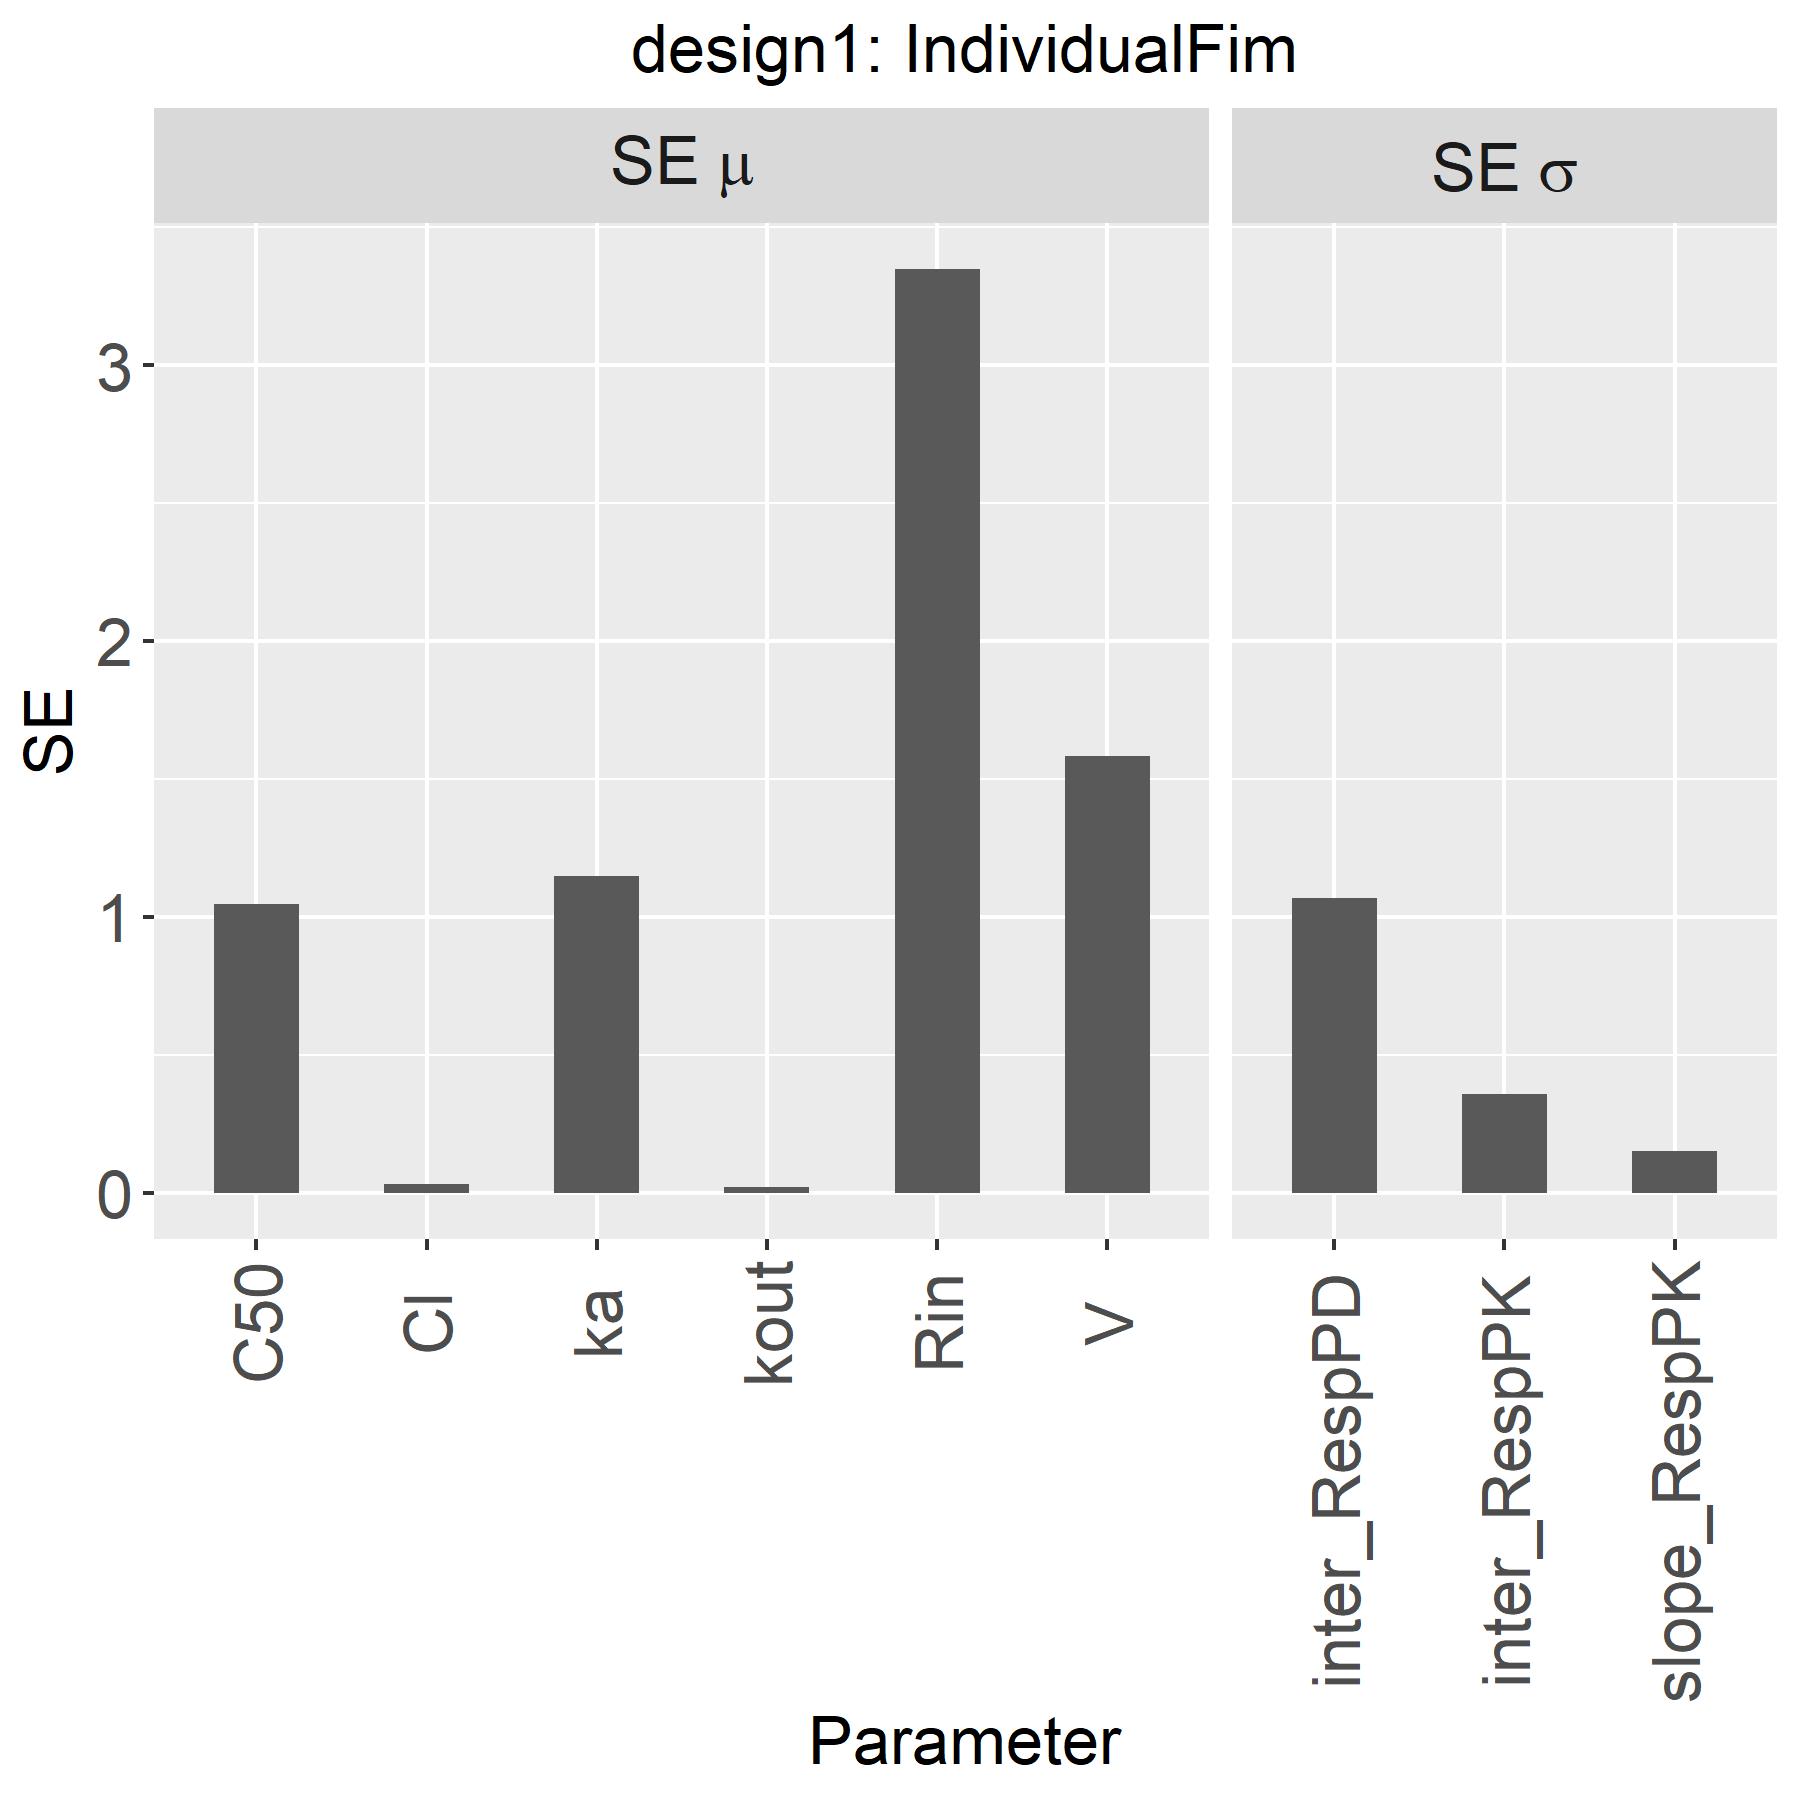 design1: IndividualFim
SE μ
SE σ
3
2
1
0
SE
C50
Cl
ka
kout
Rin
V
inter_RespPD
inter_RespPK
slope_RespPK
Parameter